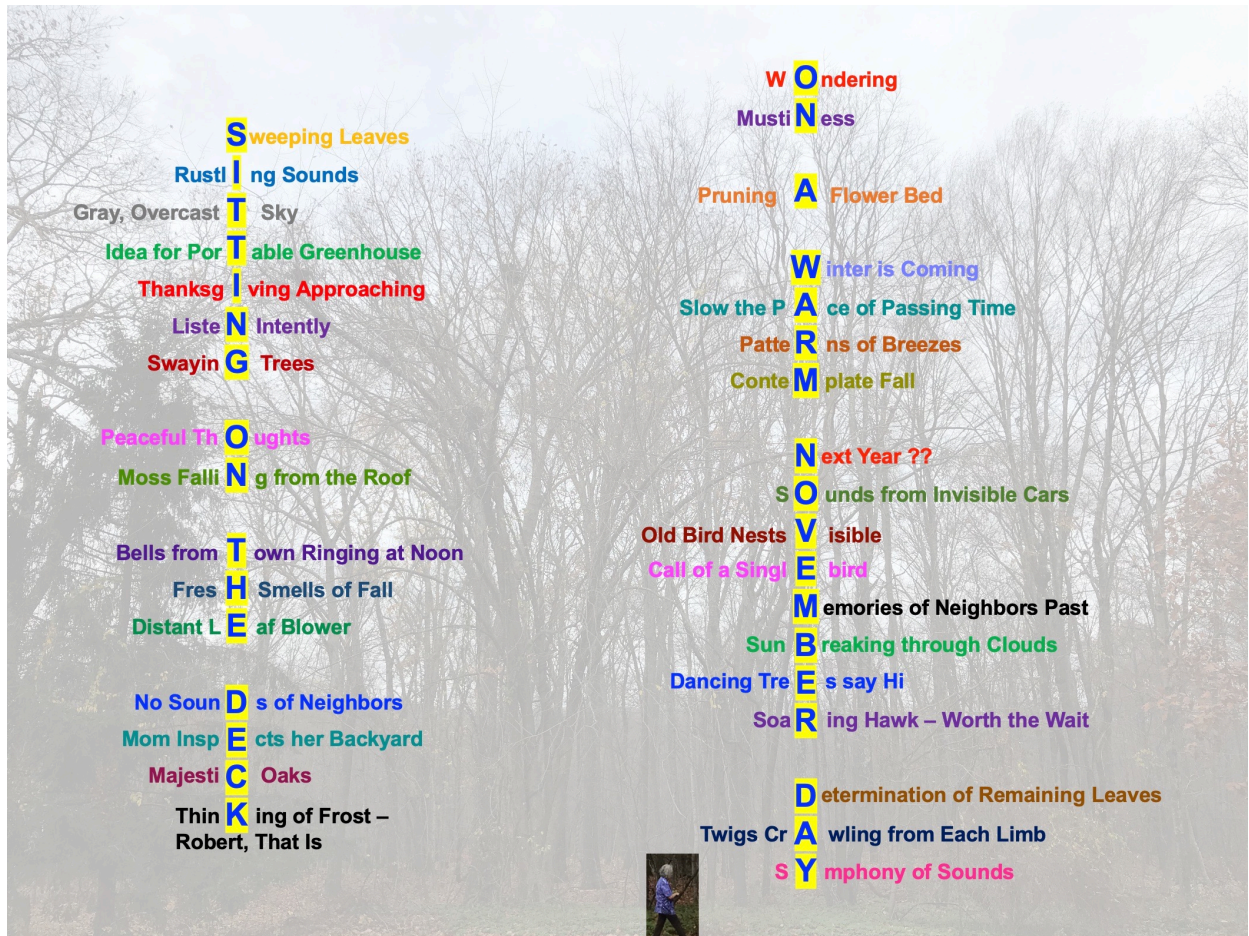 Sweeping Leaves
Rustling Sounds
Gray, Overcast Sky
Idea for Portable Greenhouse
Thanksgiving Approaching
Listen Intently
Swaying Trees
Peaceful Thoughts
Moss Falling from the Roof
Bells from Town Ringing at Noon
Fresh Smells of Fall
Distant Leaf Blower
No Sounds of Neighbors
Mom Inspects her Backyard
Majestic Oaks
Thinking of Frost –
Robert, That Is
WOndering
MustiNess
Pruning A Flower Bed
Winter is Coming
Slow the PAce of Passing Time
PatteRns of Breezes
ConteMplate Fall
Next Year ??
SOunds from Invisible Cars
Old Bird Nests Visible
Call of a SinglE bird
Memories of Neighbors Past
Sun Breaking through Clouds
Dancing TreEs say Hi
SoaRing Hawk – Worth the Wait
Determination of Remaining Leaves
Twigs CrAwling from Each Limb
SYmphony of Sounds